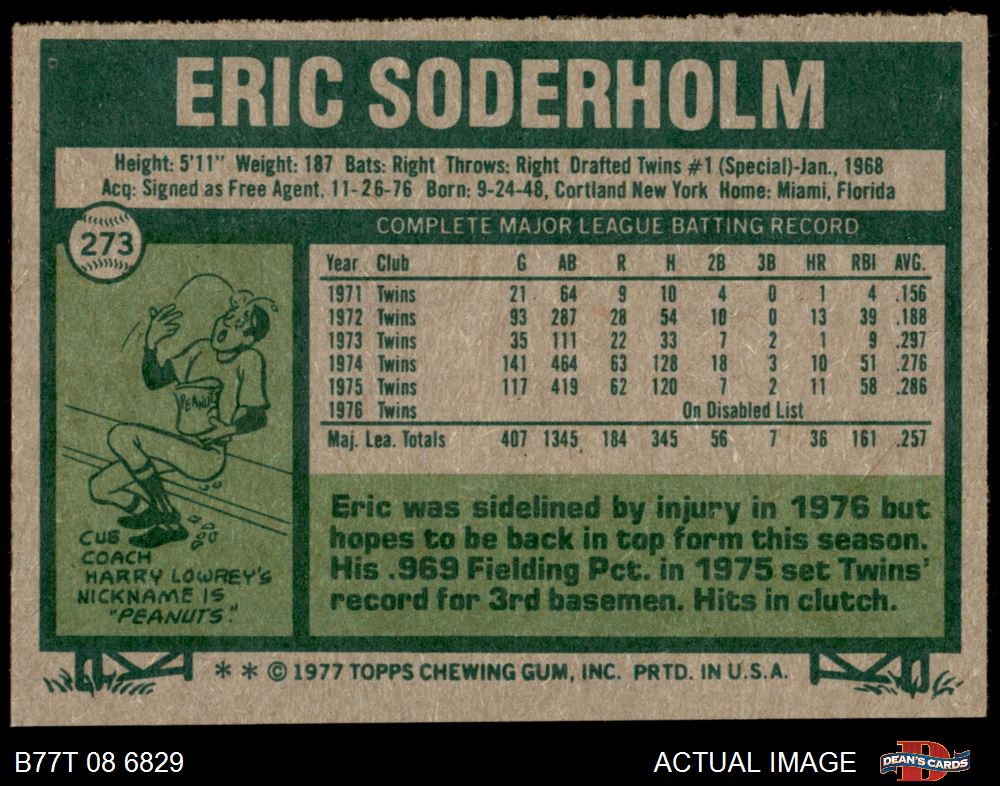 ERIC SODERHOLM
Height: 5'11" Weight: 187 Bats: Right Throws: Right Drafted Twins #1 (Special)-Jan., 1968
Acq: Signed as Free Agent, 11-26-76 Born: 9-24-48, Cortland New York Home: Miami, Florida
273
COMPLETE MAJOR LEAGUE BATTING RECORD
Year Club G AB R H 2B 3B HR RBI AVG.
1971 Twins 21 64 9 10 4 0 1 4 .156
1972 Twins 93 287 28 54 10 0 13 39 .188
1973 Twins 35 111 22 33 7 2 1 9 .297
1974 Twins 141 464 63 128 18 3 10 51 .276
1975 Twins 117 419 62 120 7 2 11 58 .286
1976 Twins On Disabled List
Maj. Lea. Totals 407 1345 184 345 56 7 36 161 .257
PEANUTS
CUB
COACH
HARRY LOWREY'S
NICKNAME IS
"PEANUTS."
Eric was sidelined by injury in 1976 but
hopes to be back in top form this season.
His .969 Fielding Pct. in 1975 set Twins'
record for 3rd basemen. Hits in clutch.
* * © 1977 TOPPS CHEWING GUM, INC. PRTD. IN U.S.A.
B77T 08 6829
ACTUAL IMAGE
D
DEAN'S CARDS